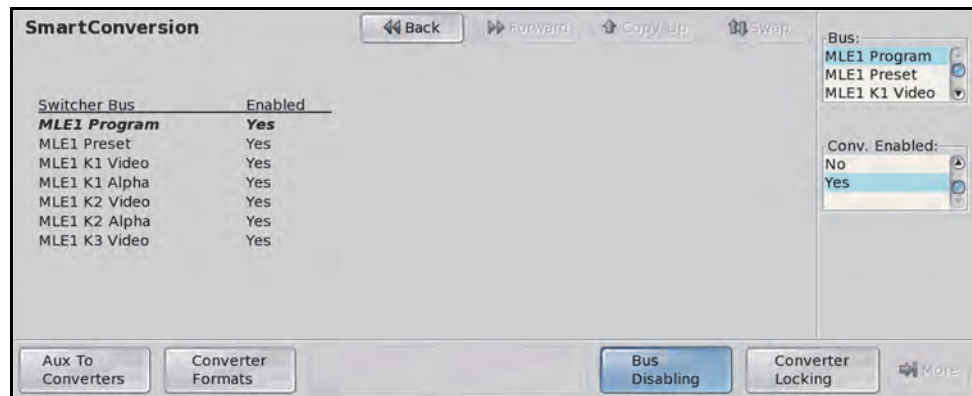 SmartConversion
Back
Forward
Copy Up
Swap
Bus:
MLE1 Program
MLE1 Preset
MLE1 K1 Video
Switcher Bus Enabled
MLE1 Program Yes
MLE1 Preset Yes
MLE1 K1 Video Yes
MLE1 K1 Alpha Yes
MLE1 K2 Video Yes
MLE1 K2 Alpha Yes
MLE1 K3 Video Yes
Conv. Enabled:
No
Yes
Aux To
Converters
Converter
Formats
Bus
Disabling
Converter
Locking
More